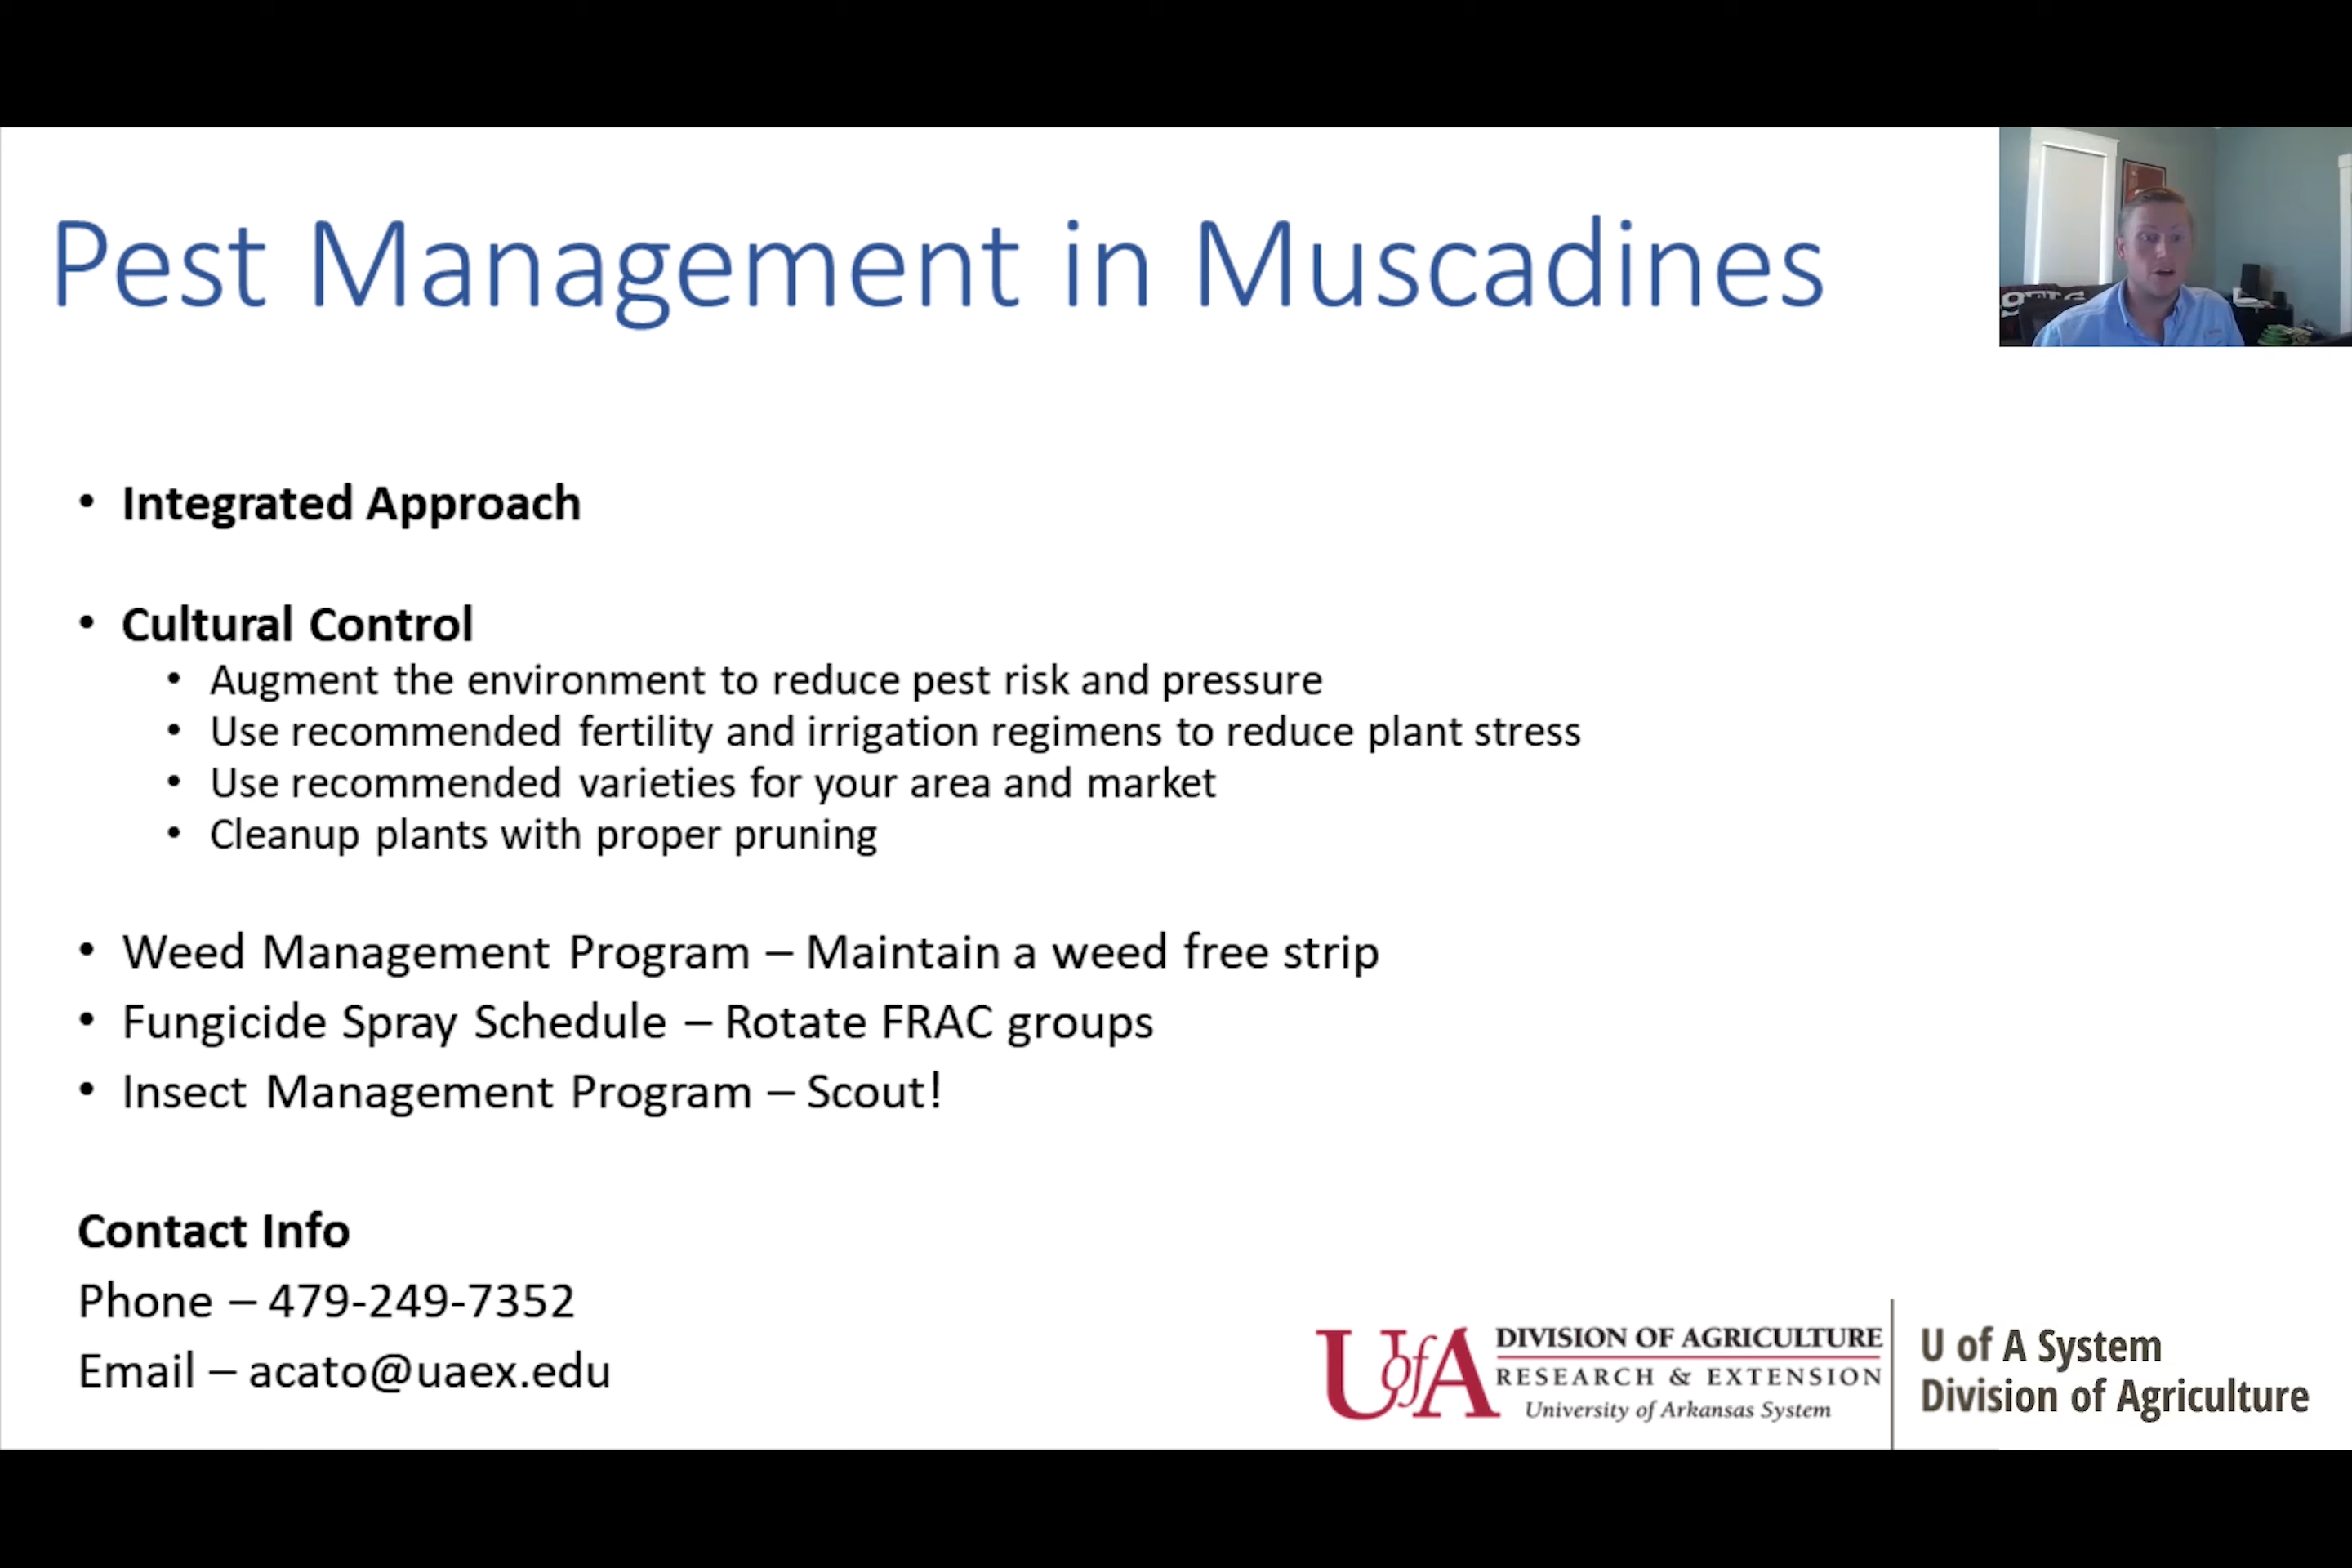 Pest Management in Muscadines
• Integrated Approach
• Cultural Control
• Augment the environment to reduce pest risk and pressure
• Use recommended fertility and irrigation regimens to reduce plant stress
• Use recommended varieties for your area and market
• Cleanup plants with proper pruning
• Weed Management Program – Maintain a weed free strip
• Fungicide Spray Schedule – Rotate FRAC groups
• Insect Management Program – Scout!
Contact Info
Phone – 479-249-7352
Email – acato@uaex.edu
UofA
DIVISION OF AGRICULTURE
RESEARCH & EXTENSION
University of Arkansas System
U of A System
Division of Agriculture